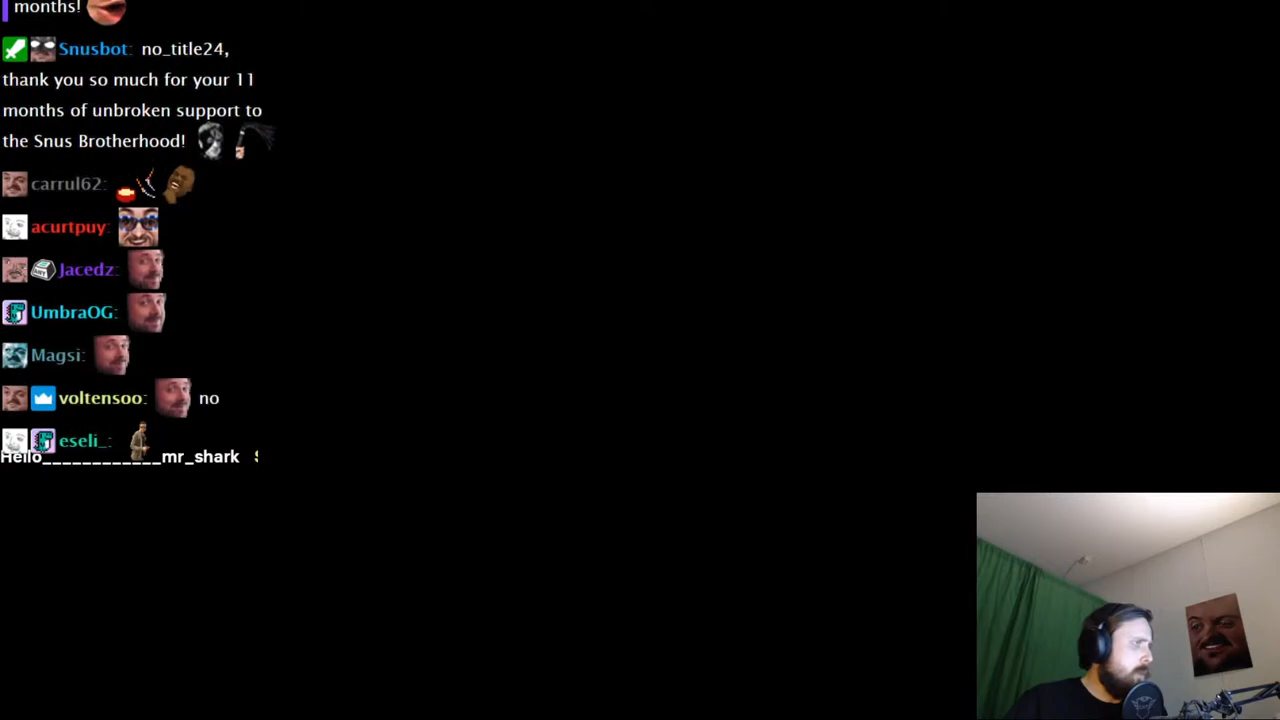 months!
Snusbot: no_title24,
thank you so much for your 11
months of unbroken support to
the Snus Brotherhood!
carrul62:
acurtpuy:
Jacedz:
UmbraOG:
Magsi:
voltensoo: no
eseli_:
Hello____________mr_shark